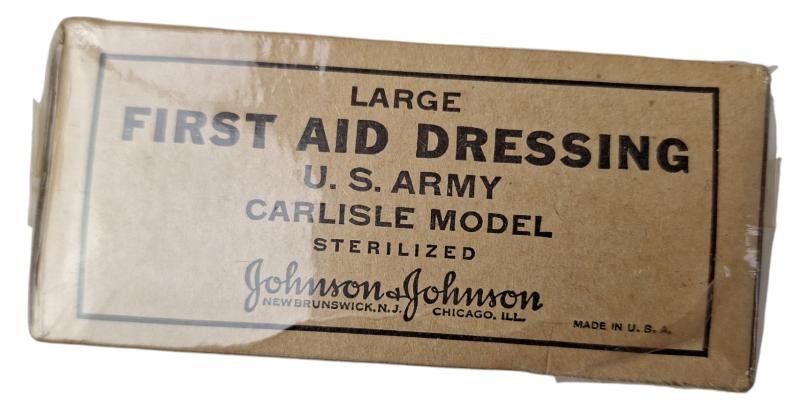 LARGE
FIRST AID DRESSING
U. S. ARMY
CARLISLE MODEL
STERILIZED
Johnson & Johnson
NEW BRUNSWICK, N. J. CHICAGO, ILL.
MADE IN U. S. A.